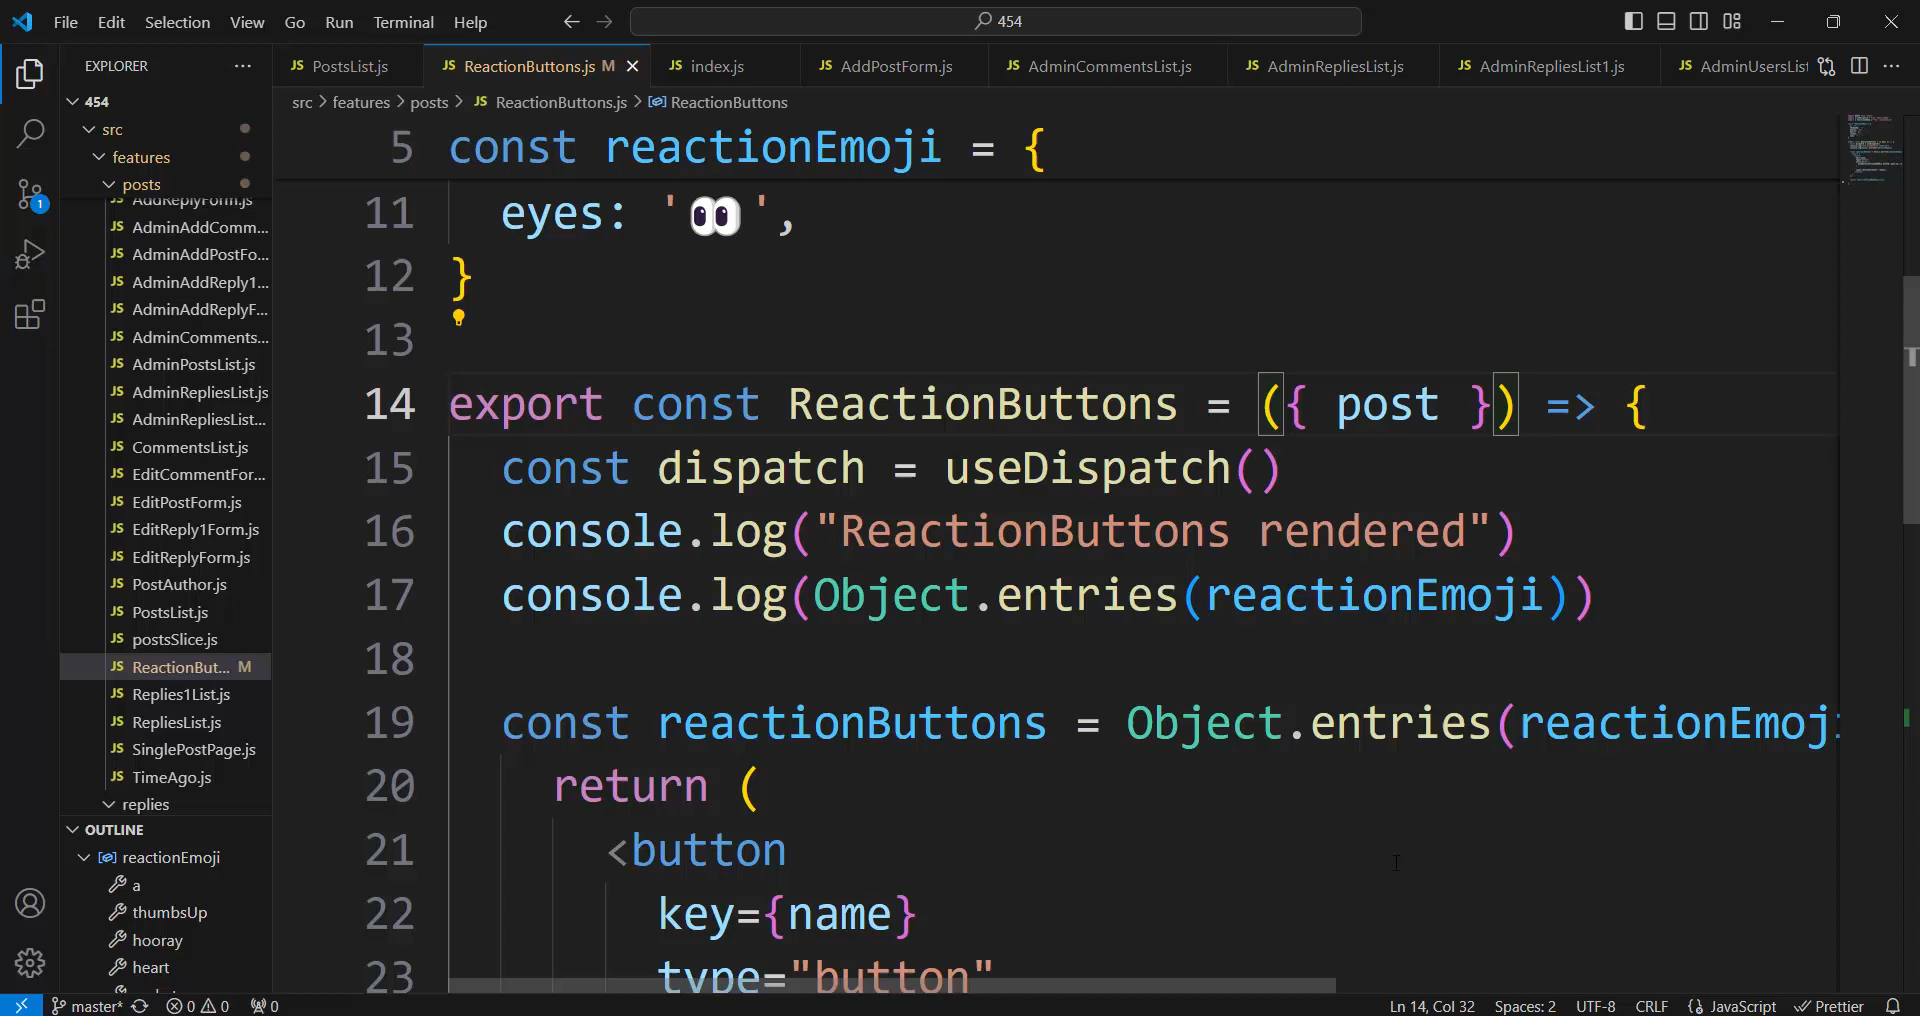 File Edit Selection View Go Run Terminal Help
454
EXPLORER
PostsList.js
ReactionButtons.js M
index.js
AddPostForm.js
AdminCommentsList.js
AdminRepliesList.js
AdminRepliesList1.js
AdminUsersList
454
src > features > posts > JS ReactionButtons.js > ReactionButtons
src
features
posts
AddReplyForm.js
AdminAddComm...
AdminAddPostFo...
AdminAddReply1...
AdminAddReplyF...
AdminComments...
AdminPostsList.js
AdminRepliesList.js
AdminRepliesList...
CommentsList.js
EditCommentFor...
EditPostForm.js
EditReply1Form.js
EditReplyForm.js
PostAuthor.js
PostsList.js
postsSlice.js
ReactionBut... M
Replies1List.js
RepliesList.js
SinglePostPage.js
TimeAgo.js
replies
OUTLINE
reactionEmoji
a
thumbsUp
hooray
heart
5 const reactionEmoji = {
11 eyes: '👀',
12 }
13
14 export const ReactionButtons = ({ post }) => {
15 const dispatch = useDispatch()
16 console.log("ReactionButtons rendered")
17 console.log(Object.entries(reactionEmoji))
18
19 const reactionButtons = Object.entries(reactionEmoji
20 return (
21 <button
22 key={name}
23 type="button"
master* 0 0 0
Ln 14, Col 32 Spaces: 2 UTF-8 CRLF {} JavaScript Prettier